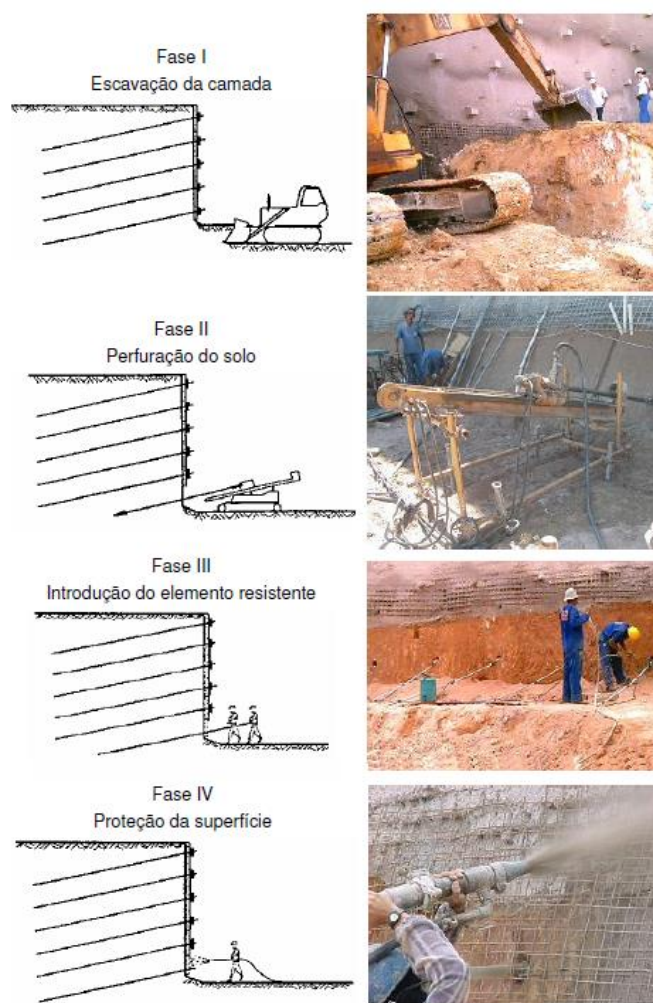 Fase I
Escavação da camada
Fase II
Perfuração do solo
Fase III
Introdução do elemento resistente
Fase IV
Proteção da superfície